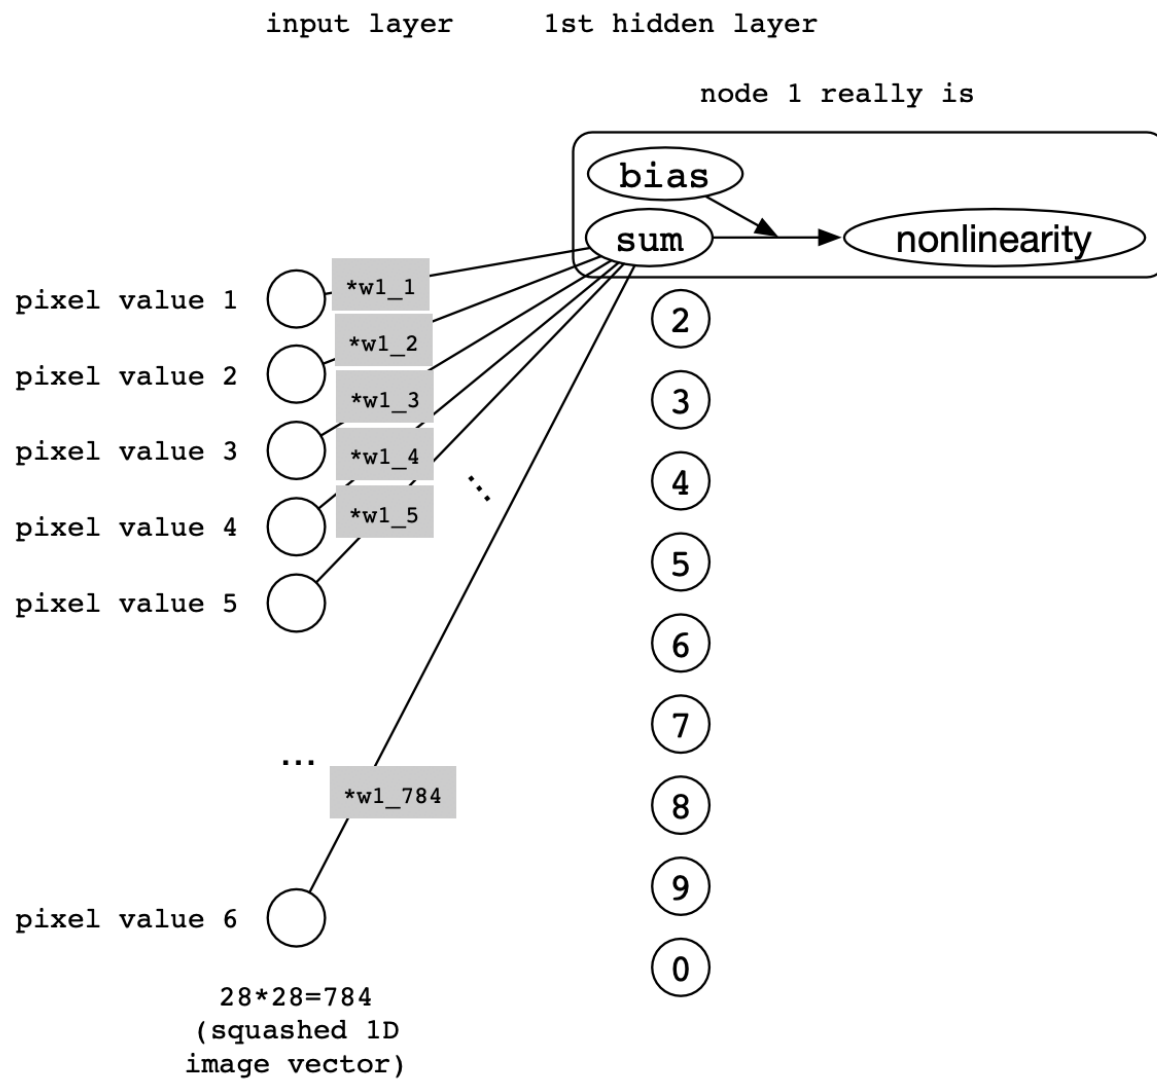 input layer
1st hidden layer
node 1 really is
bias
sum
nonlinearity
pixel value 1
*w1_1
pixel value 2
*w1_2
pixel value 3
*w1_3
pixel value 4
*w1_4
pixel value 5
*w1_5
...
2
3
4
5
6
7
8
9
0
...
*w1_784
pixel value 6
28*28=784
(squashed 1D
image vector)